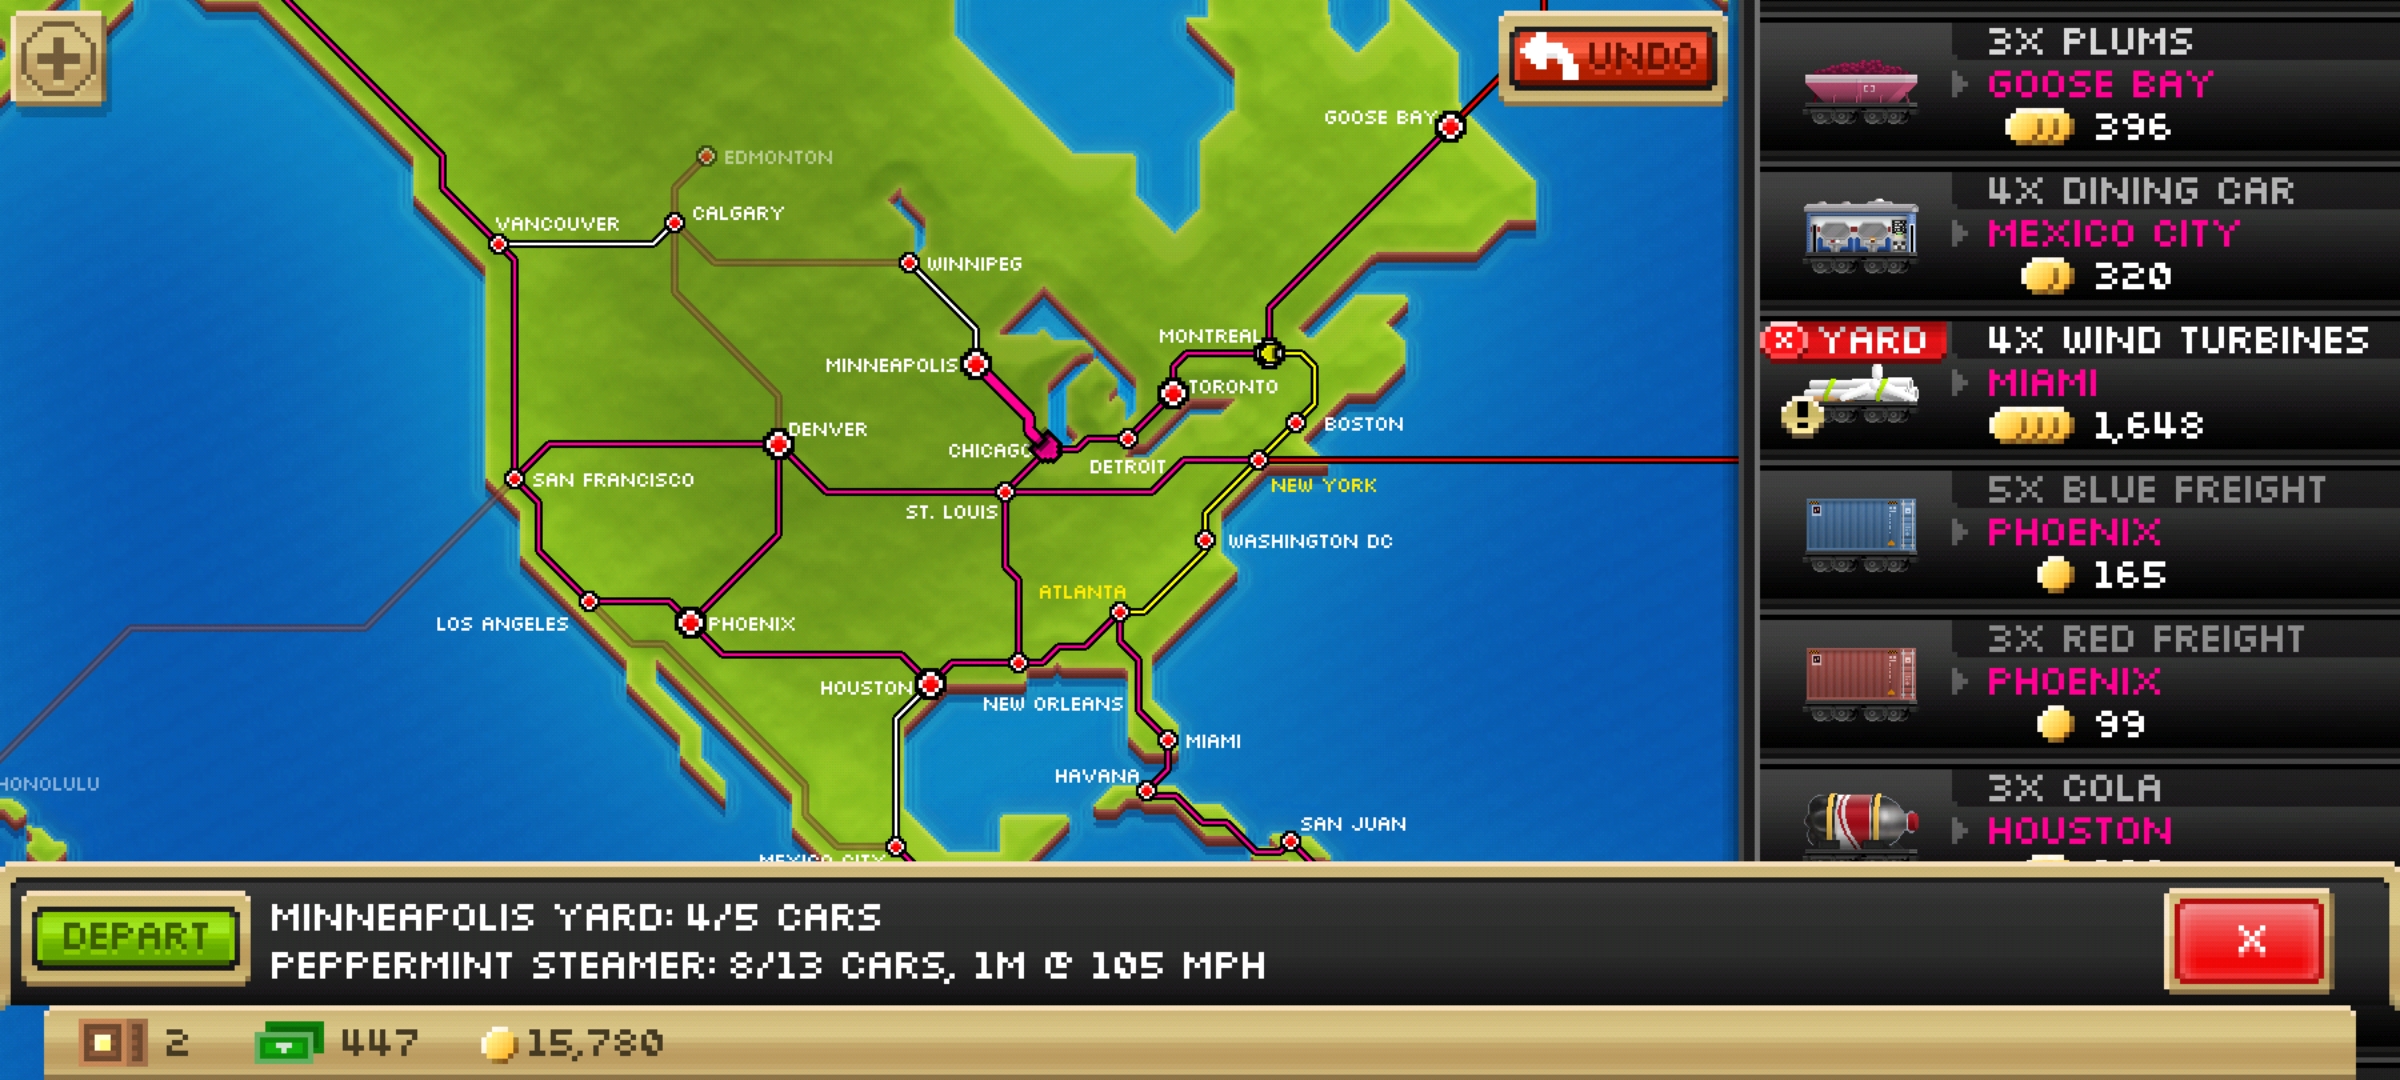 UNDO
3X PLUMS
GOOSE BAY
396
4X DINING CAR
MEXICO CITY
320
YARD
4X WIND TURBINES
MIAMI
1,648
5X BLUE FREIGHT
PHOENIX
165
3X RED FREIGHT
PHOENIX
99
3X COLA
HOUSTON
GOOSE BAY
EDMONTON
VANCOUVER
CALGARY
WINNIPEG
MONTREAL
MINNEAPOLIS
TORONTO
BOSTON
DENVER
CHICAGO
DETROIT
SAN FRANCISCO
NEW YORK
ST. LOUIS
WASHINGTON DC
ATLANTA
LOS ANGELES
PHOENIX
HOUSTON
NEW ORLEANS
MIAMI
HAVANA
HONOLULU
SAN JUAN
MEXICO CITY
DEPART
MINNEAPOLIS YARD: 4/5 CARS
PEPPERMINT STEAMER: 8/13 CARS, 1M @ 105 MPH
X
2
447
15,780